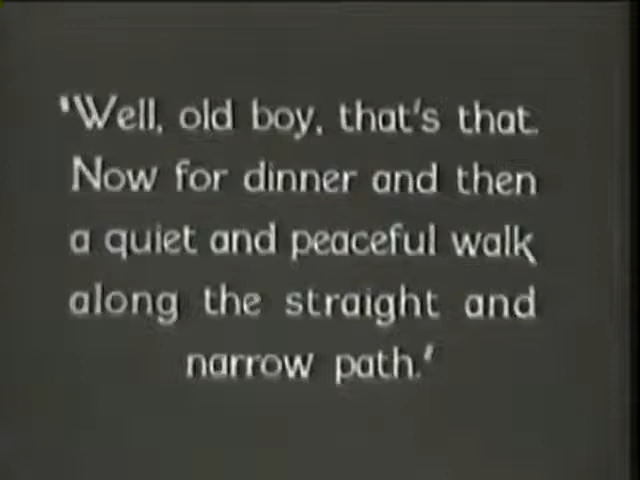 'Well, old boy, that's that.
Now for dinner and then
a quiet and peaceful walk
along the straight and
narrow path.'